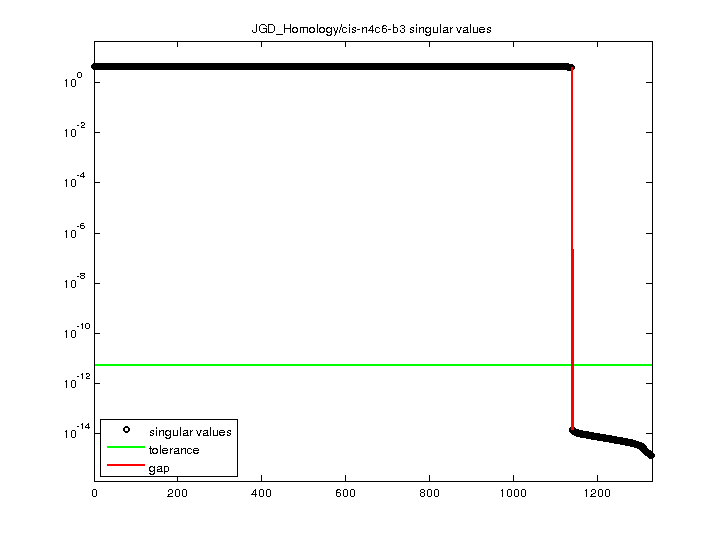 JGD_Homology/cis-n4c6-b3 singular values
10^0
10^-2
10^-4
10^-6
10^-8
10^-10
10^-12
10^-14
singular values
tolerance
gap
0 200 400 600 800 1000 1200